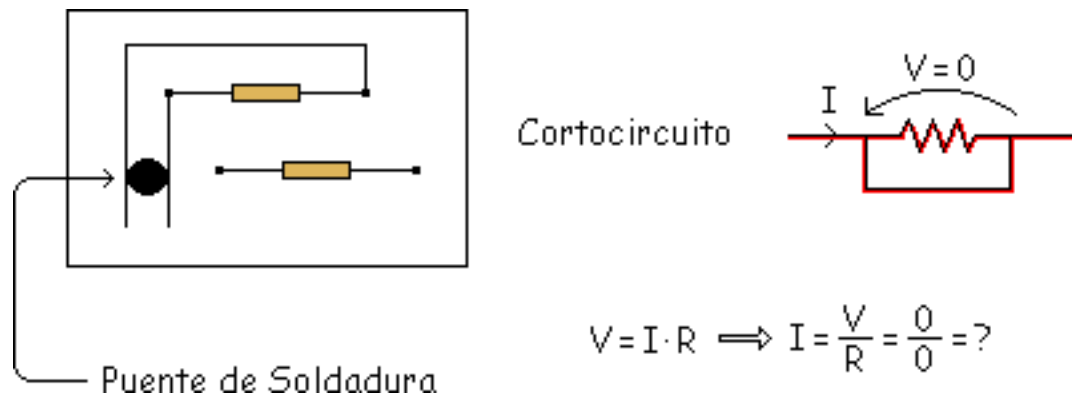 V = 0
I
Cortocircuito
V = I · R ⟹ I = V/R = 0/0 = ?
Puente de Soldadura